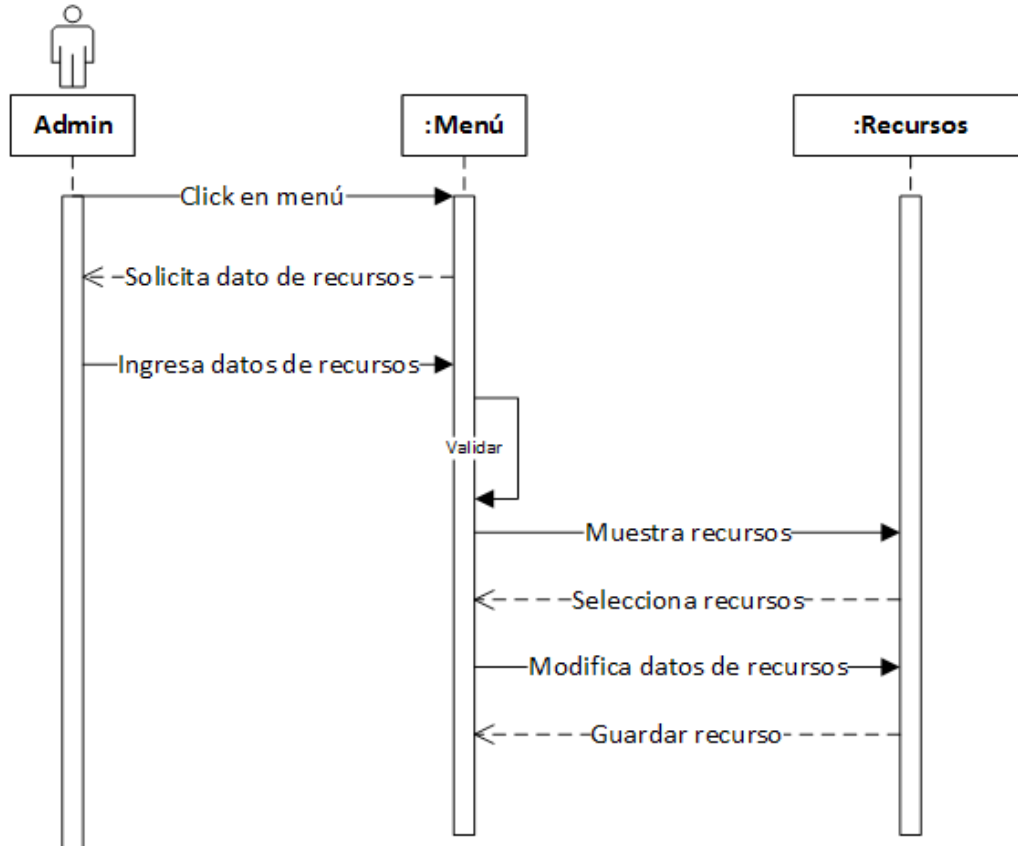 Admin
:Menú
:Recursos
Click en menú
Solicita dato de recursos
Ingresa datos de recursos
Validar
Muestra recursos
Selecciona recursos
Modifica datos de recursos
Guardar recurso